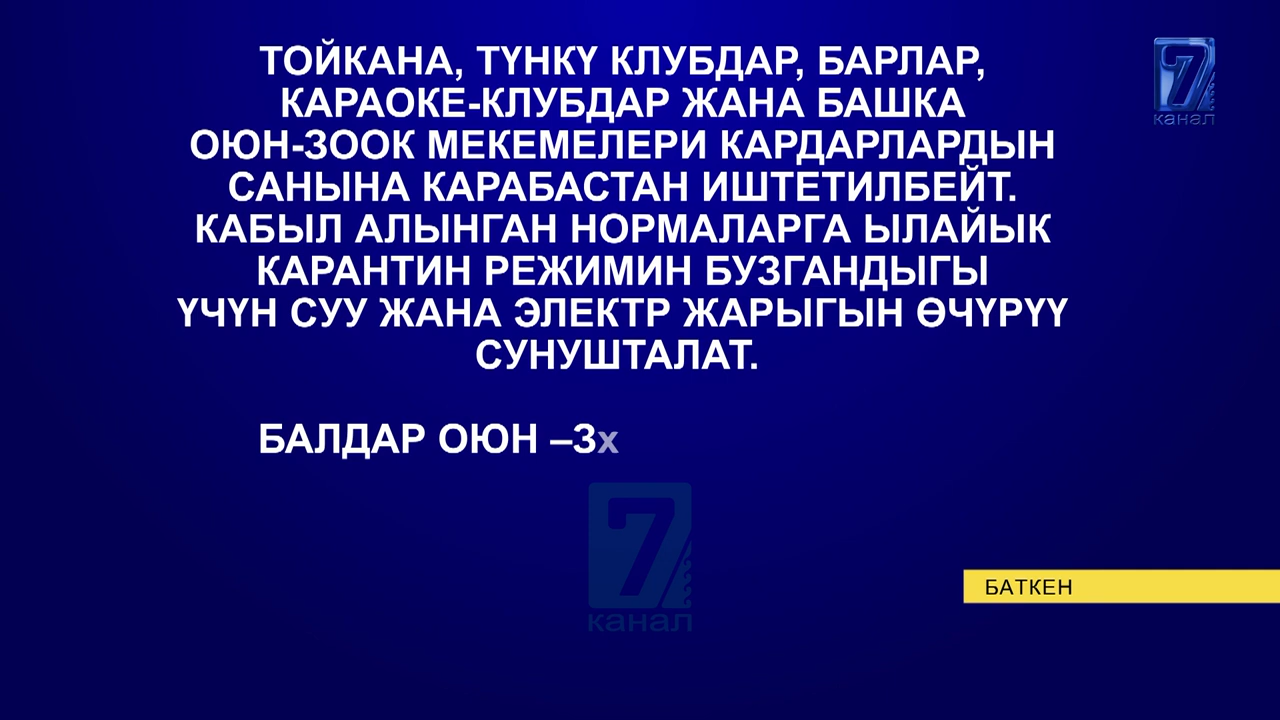 ТОЙКАНА, ТҮНКҮ КЛУБДАР, БАРЛАР,
КАРАОКЕ-КЛУБДАР ЖАНА БАШКА
ОЮН-ЗООК МЕКЕМЕЛЕРИ КАРДАРЛАРДЫН
САНЫНА КАРАБАСТАН ИШТЕТИЛБЕЙТ.
КАБЫЛ АЛЫНГАН НОРМАЛАРГА ЫЛАЙЫК
КАРАНТИН РЕЖИМИН БУЗГАНДЫГЫ
ҮЧҮН СУУ ЖАНА ЭЛЕКТР ЖАРЫГЫН ӨЧҮРҮҮ
СУНУШТАЛАТ.
БАЛДАР ОЮН –Зх
7
канал
7
канал
БАТКЕН